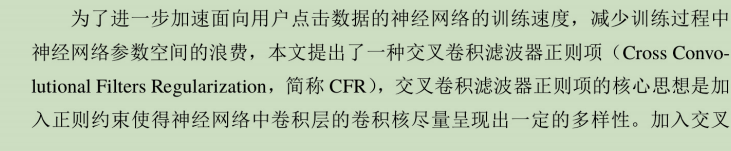 为了进一步加速面向用户点击数据的神经网络的训练速度，减少训练过程中
神经网络参数空间的浪费，本文提出了一种交叉卷积滤波器正则项（Cross Convo-
lutional Filters Regularization，简称 CFR），交叉卷积滤波器正则项的核心思想是加
入正则约束使得神经网络中卷积层的卷积核尽量呈现出一定的多样性。加入交叉